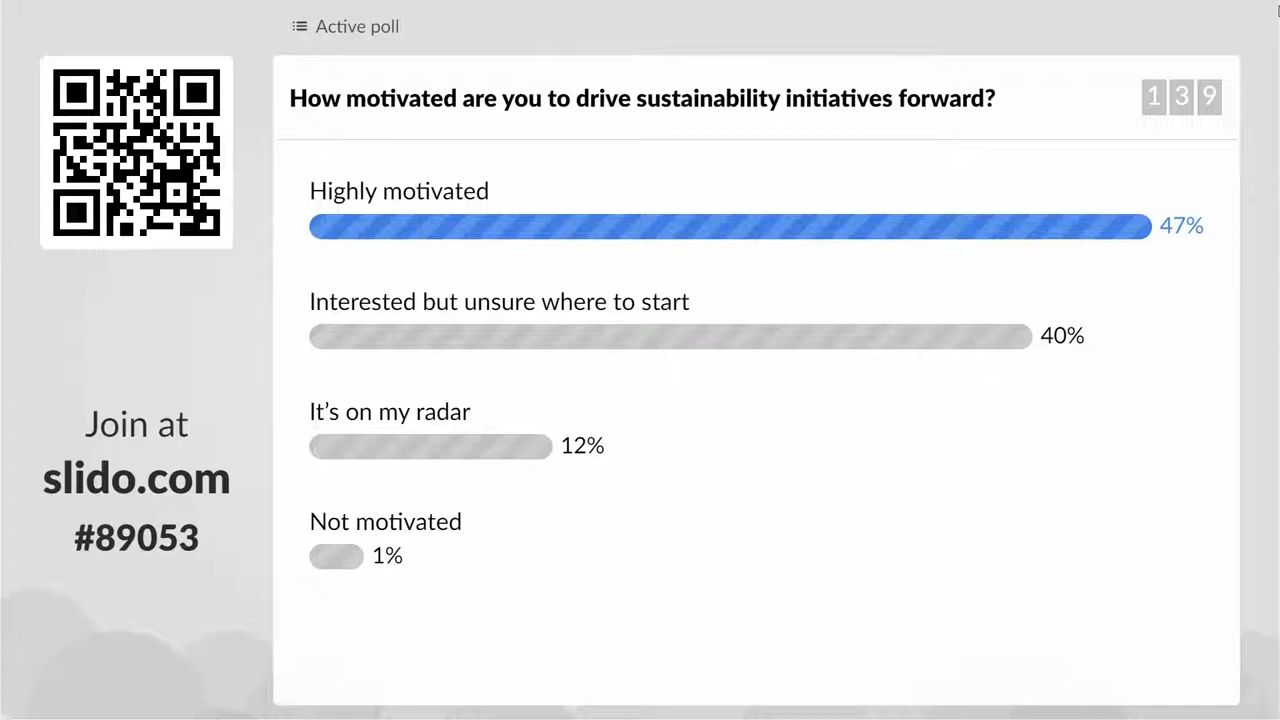 Active poll
How motivated are you to drive sustainability initiatives forward?
139
Highly motivated
47%
Interested but unsure where to start
40%
It's on my radar
12%
Not motivated
1%
Join at
slido.com
#89053